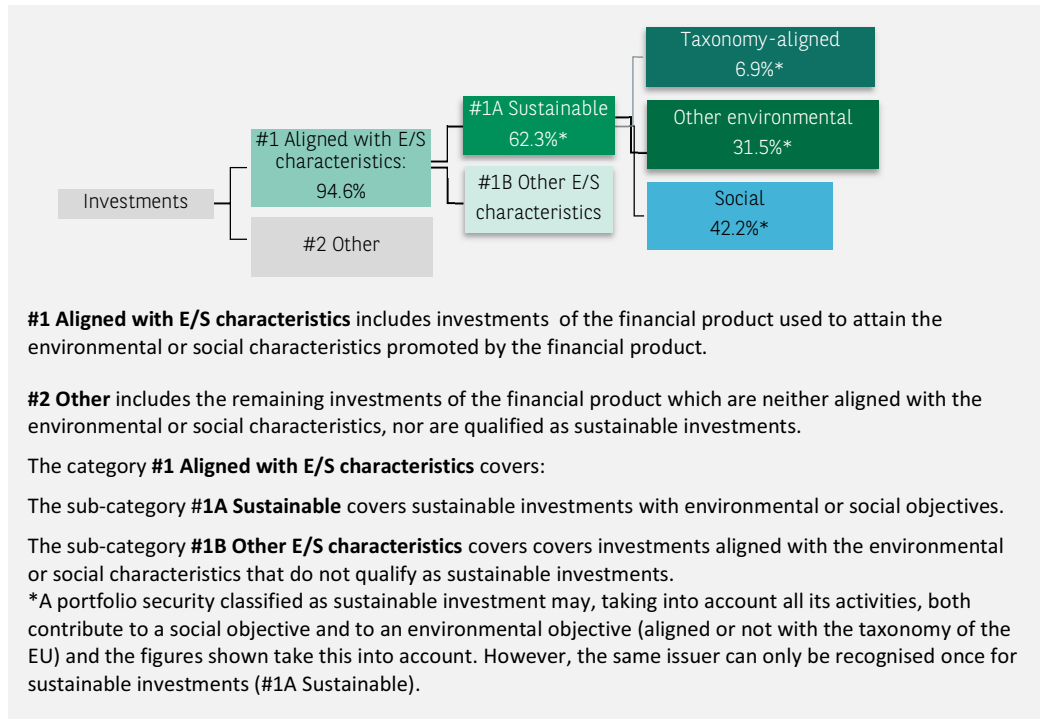 Taxonomy-aligned
6.9%*
#1A Sustainable
62.3%*
Other environmental
31.5%*
#1 Aligned with E/S
characteristics:
94.6%
#1B Other E/S
characteristics
Social
42.2%*
Investments
#2 Other
#1 Aligned with E/S characteristics includes investments of the financial product used to attain the
environmental or social characteristics promoted by the financial product.
#2 Other includes the remaining investments of the financial product which are neither aligned with the
environmental or social characteristics, nor are qualified as sustainable investments.
The category #1 Aligned with E/S characteristics covers:
The sub-category #1A Sustainable covers sustainable investments with environmental or social objectives.
The sub-category #1B Other E/S characteristics covers covers investments aligned with the environmental
or social characteristics that do not qualify as sustainable investments.
*A portfolio security classified as sustainable investment may, taking into account all its activities, both
contribute to a social objective and to an environmental objective (aligned or not with the taxonomy of the
EU) and the figures shown take this into account. However, the same issuer can only be recognised once for
sustainable investments (#1A Sustainable).